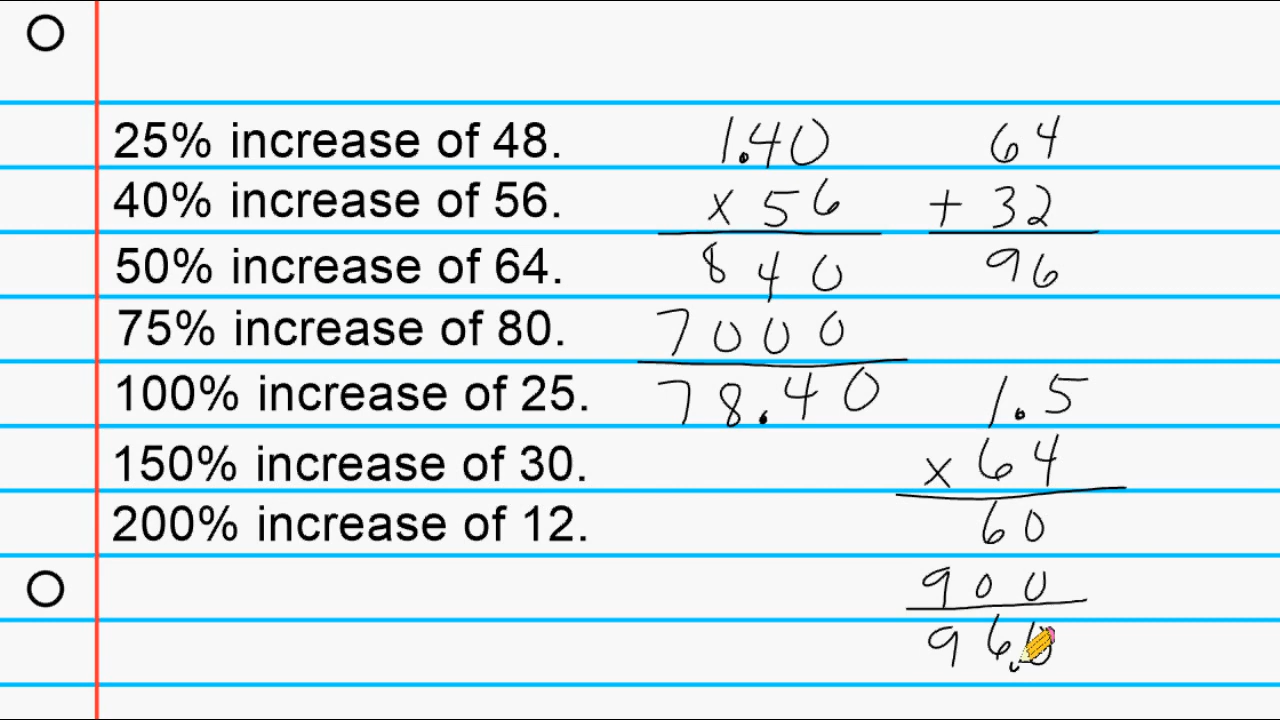 25% increase of 48.
40% increase of 56.
50% increase of 64.
75% increase of 80.
100% increase of 25.
150% increase of 30.
200% increase of 12.
1.40
x 56
840
7000
78.40
64
+ 32
96
1.5
x 64
60
900
96.0